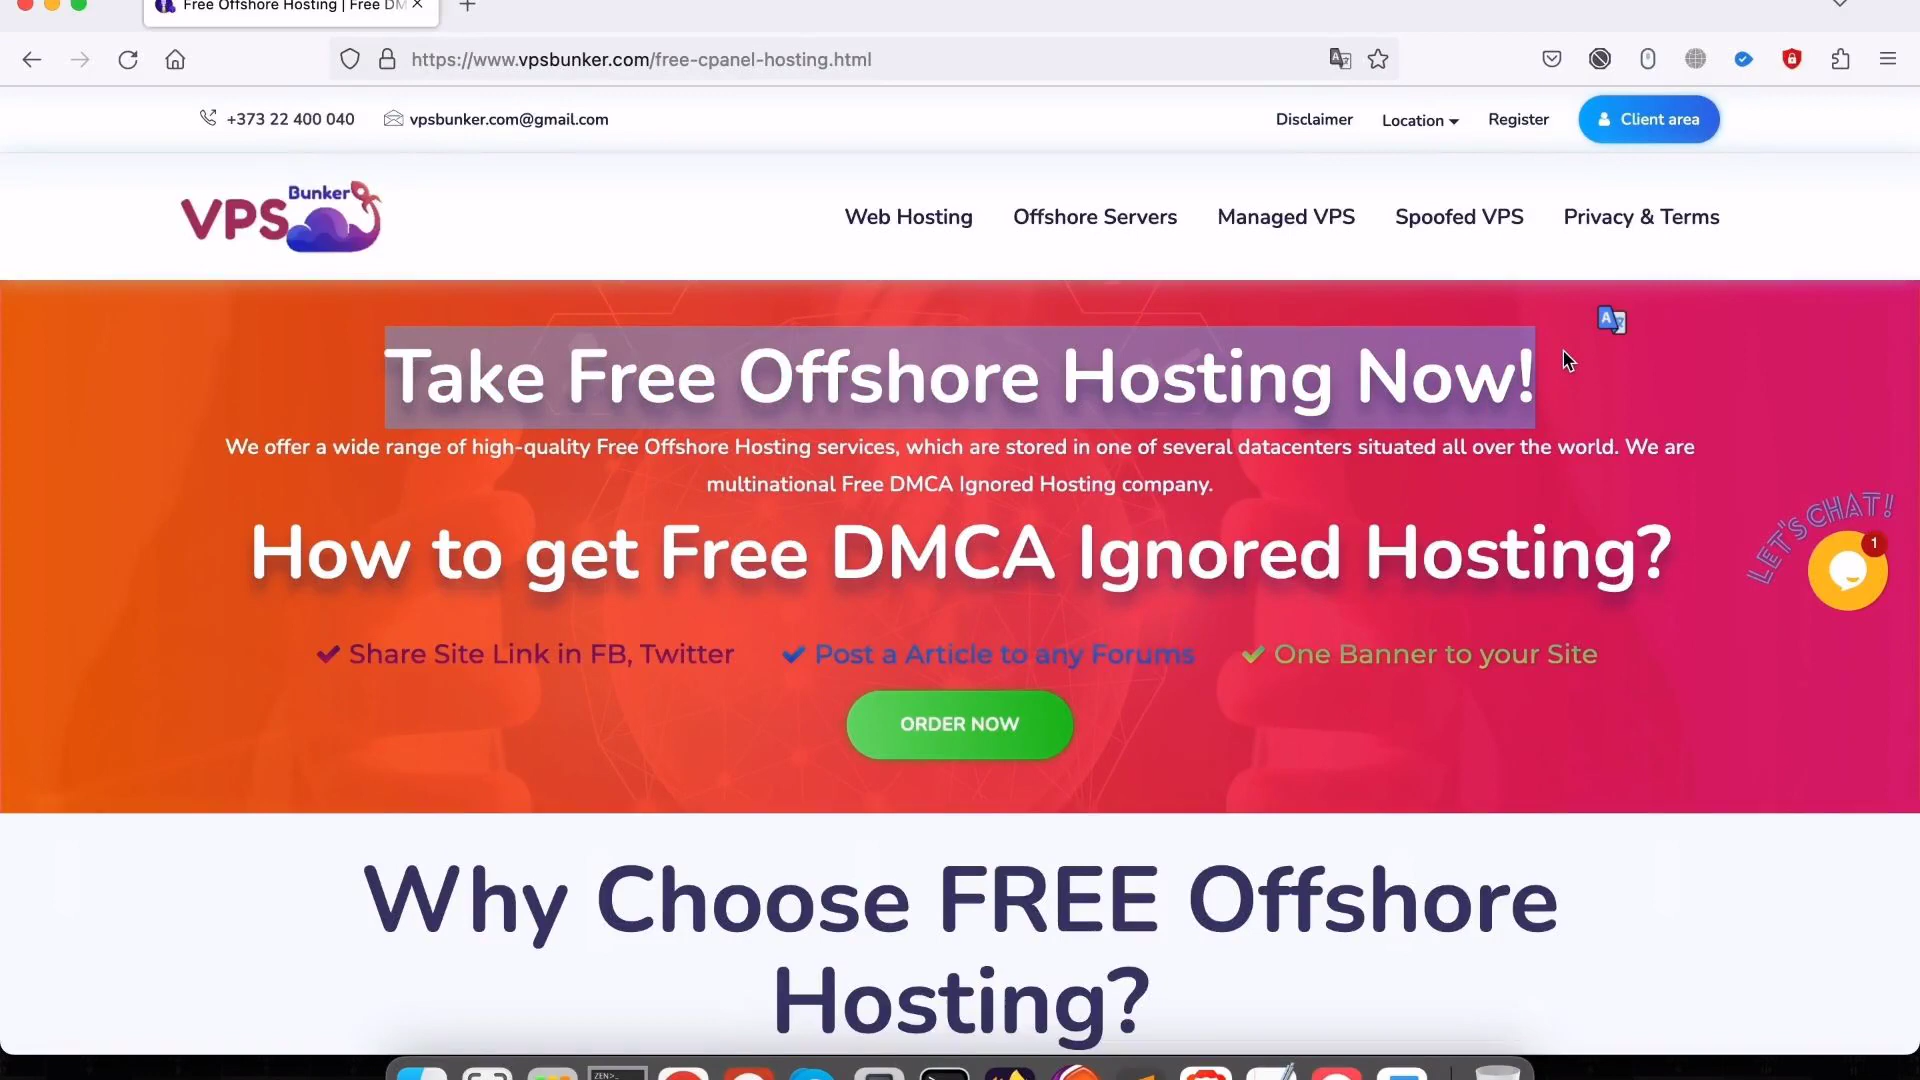 Free Offshore Hosting | Free DM
https://www.vpsbunker.com/free-cpanel-hosting.html
+373 22 400 040
vpsbunker.com@gmail.com
Disclaimer
Location
Register
Client area
VPS Bunker
Web Hosting
Offshore Servers
Managed VPS
Spoofed VPS
Privacy & Terms
Take Free Offshore Hosting Now!
We offer a wide range of high-quality Free Offshore Hosting services, which are stored in one of several datacenters situated all over the world. We are
multinational Free DMCA Ignored Hosting company.
How to get Free DMCA Ignored Hosting?
LET'S CHAT!
1
Share Site Link in FB, Twitter
Post a Article to any Forums
One Banner to your Site
ORDER NOW
Why Choose FREE Offshore
Hosting?
ZEN>_